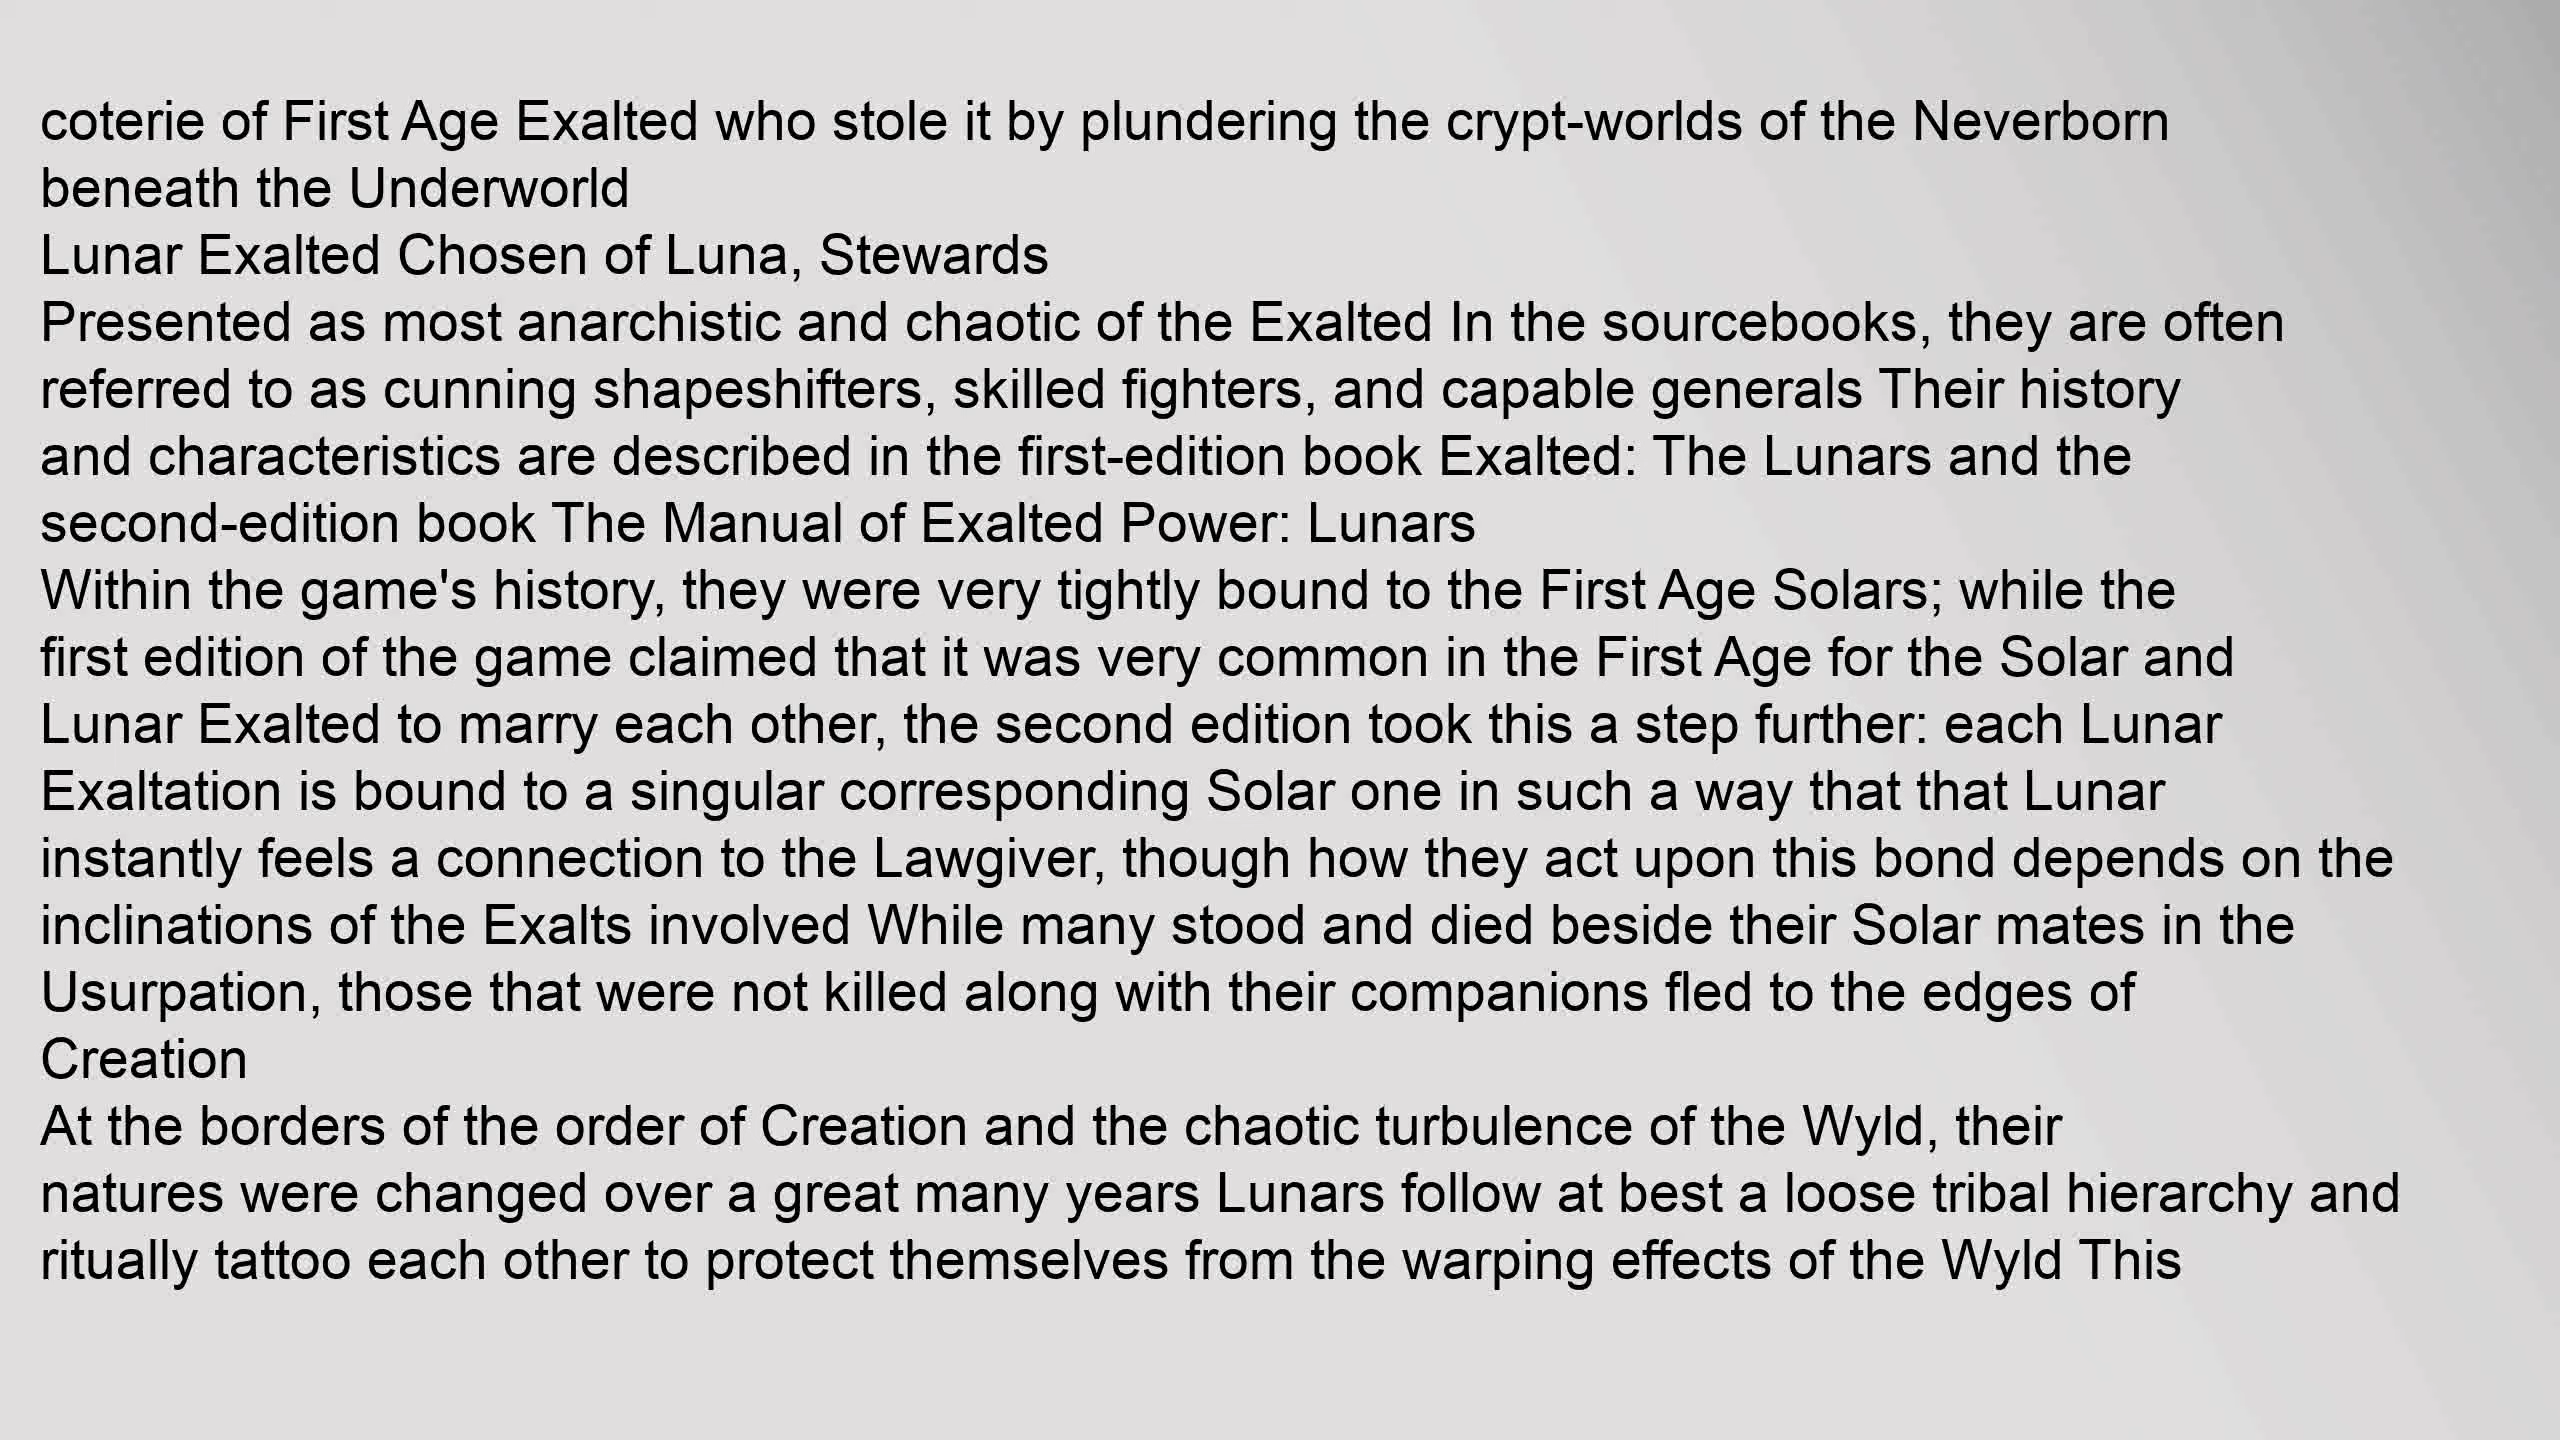 coterie of First Age Exalted who stole it by plundering the crypt-worlds of the Neverborn
beneath the Underworld
Lunar Exalted Chosen of Luna, Stewards
Presented as most anarchistic and chaotic of the Exalted In the sourcebooks, they are often
referred to as cunning shapeshifters, skilled fighters, and capable generals Their history
and characteristics are described in the first-edition book Exalted: The Lunars and the
second-edition book The Manual of Exalted Power: Lunars
Within the game's history, they were very tightly bound to the First Age Solars; while the
first edition of the game claimed that it was very common in the First Age for the Solar and
Lunar Exalted to marry each other, the second edition took this a step further: each Lunar
Exaltation is bound to a singular corresponding Solar one in such a way that that Lunar
instantly feels a connection to the Lawgiver, though how they act upon this bond depends on the
inclinations of the Exalts involved While many stood and died beside their Solar mates in the
Usurpation, those that were not killed along with their companions fled to the edges of
Creation
At the borders of the order of Creation and the chaotic turbulence of the Wyld, their
natures were changed over a great many years Lunars follow at best a loose tribal hierarchy and
ritually tattoo each other to protect themselves from the warping effects of the Wyld This